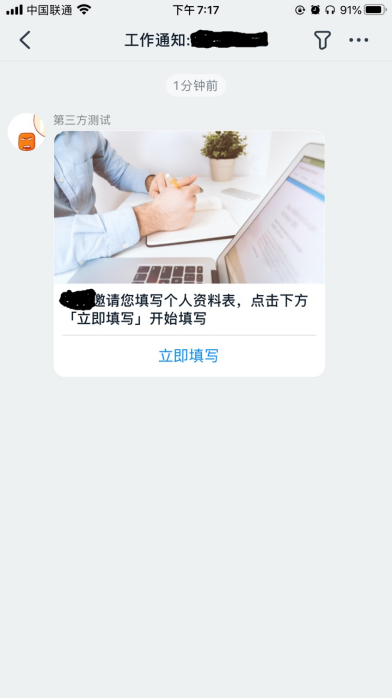 中国联通 下午 7:17 91%
工作通知:
1分钟前
第三方测试
邀请您填写个人资料表，点击下方
「立即填写」开始填写
立即填写